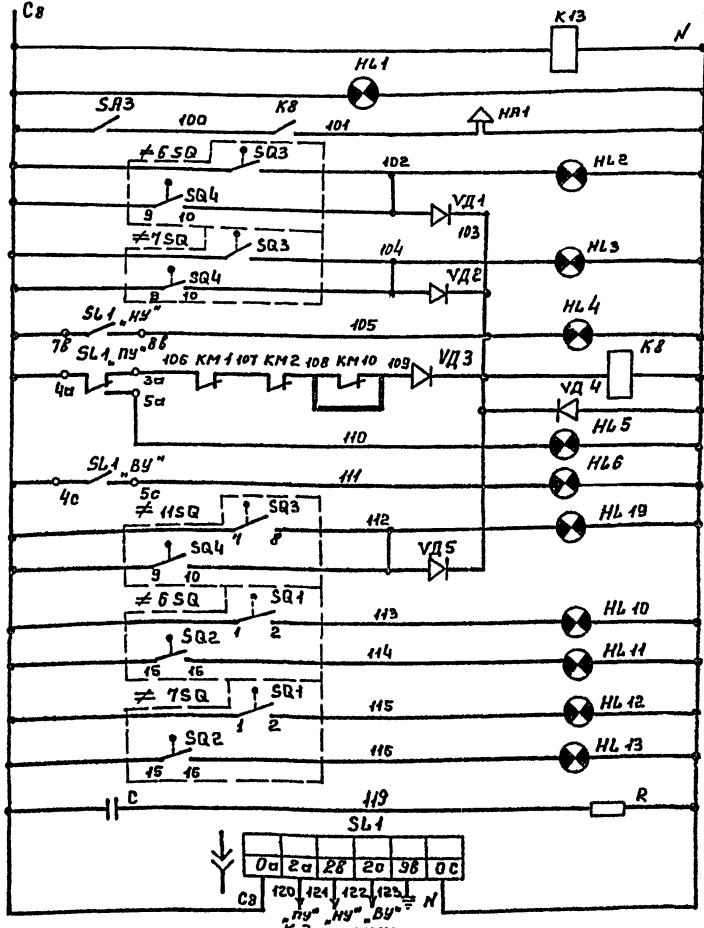 C8 K13 N
HL1
SA3 100 K8 101 HA1
≠6SQ SQ3 102 HL2
SQ4 VД1
9 10 103
≠7SQ SQ3 104 HL3
SQ4 VД2
9 10
SL1 „НУ" 105 HL4
7в 8в
SL1 „ПУ" 106 KM1 107 KM2 108 KM10 109 VД3 K8
4а 3а
5а VД4
110 HL5
SL1 „ВУ" 111 HL6
4с 5с
≠11SQ SQ3 112 HL19
7 8
SQ4 VД5
9 10
≠6SQ SQ1 113 HL10
1 2
SQ2 114 HL11
15 16
≠7SQ SQ1 115 HL12
1 2
SQ2 116 HL13
15 16
C 119 R
SL1
0а 2а 2в 2с 9в 0с
C8 120 121 122 123 N
„ПУ" „НУ" „ВУ"